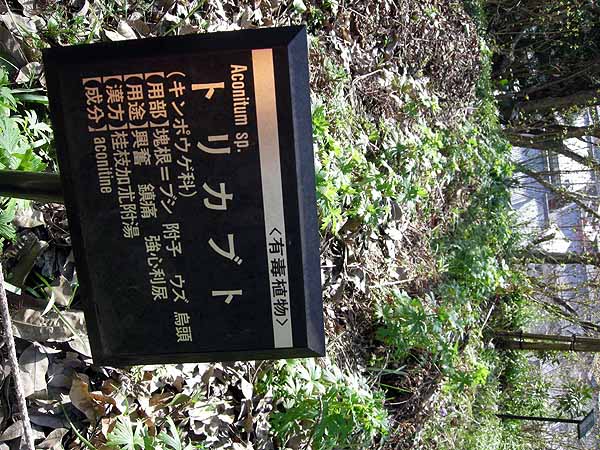 〈有毒植物〉
Aconitum sp.
トリカブト
(キンポウゲ科)
【用部】塊根=ブシ 附子 ウズ 烏頭
【用途】興奮 鎮痛 強心利尿
【漢方】桂枝加朮附湯
【成分】aconitine